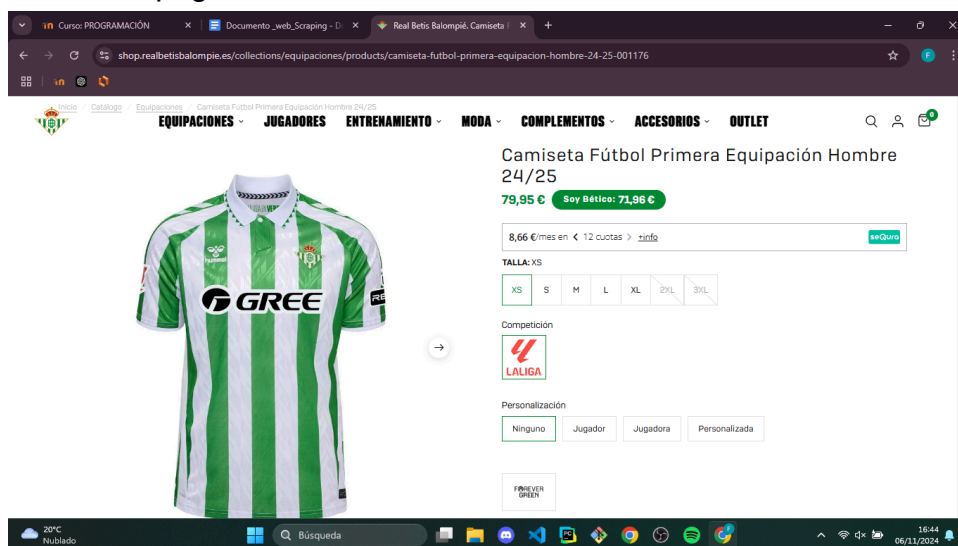 Curso: PROGRAMACIÓN
Documento _web_Scraping - D
Real Betis Balompié. Camiseta F
shop.realbetisbalompie.es/collections/equipaciones/products/camiseta-futbol-primera-equipacion-hombre-24-25-001176
F
Inicio / Catálogo / Equipaciones / Camiseta Fútbol Primera Equipación Hombre 24/25
EQUIPACIONES JUGADORES ENTRENAMIENTO MODA COMPLEMENTOS ACCESORIOS OUTLET
0
Camiseta Fútbol Primera Equipación Hombre
24/25
79,95 € Soy Bético: 71,96 €
8,66 €/mes en < 12 cuotas > +info seQura
TALLA: XS
XS S M L XL 2XL 3XL
Competición
LALIGA
Personalización
Ninguno Jugador Jugadora Personalizada
FOREVER
GREEN
hummel
GREE
20°C
Nublado
Búsqueda
16:44
06/11/2024